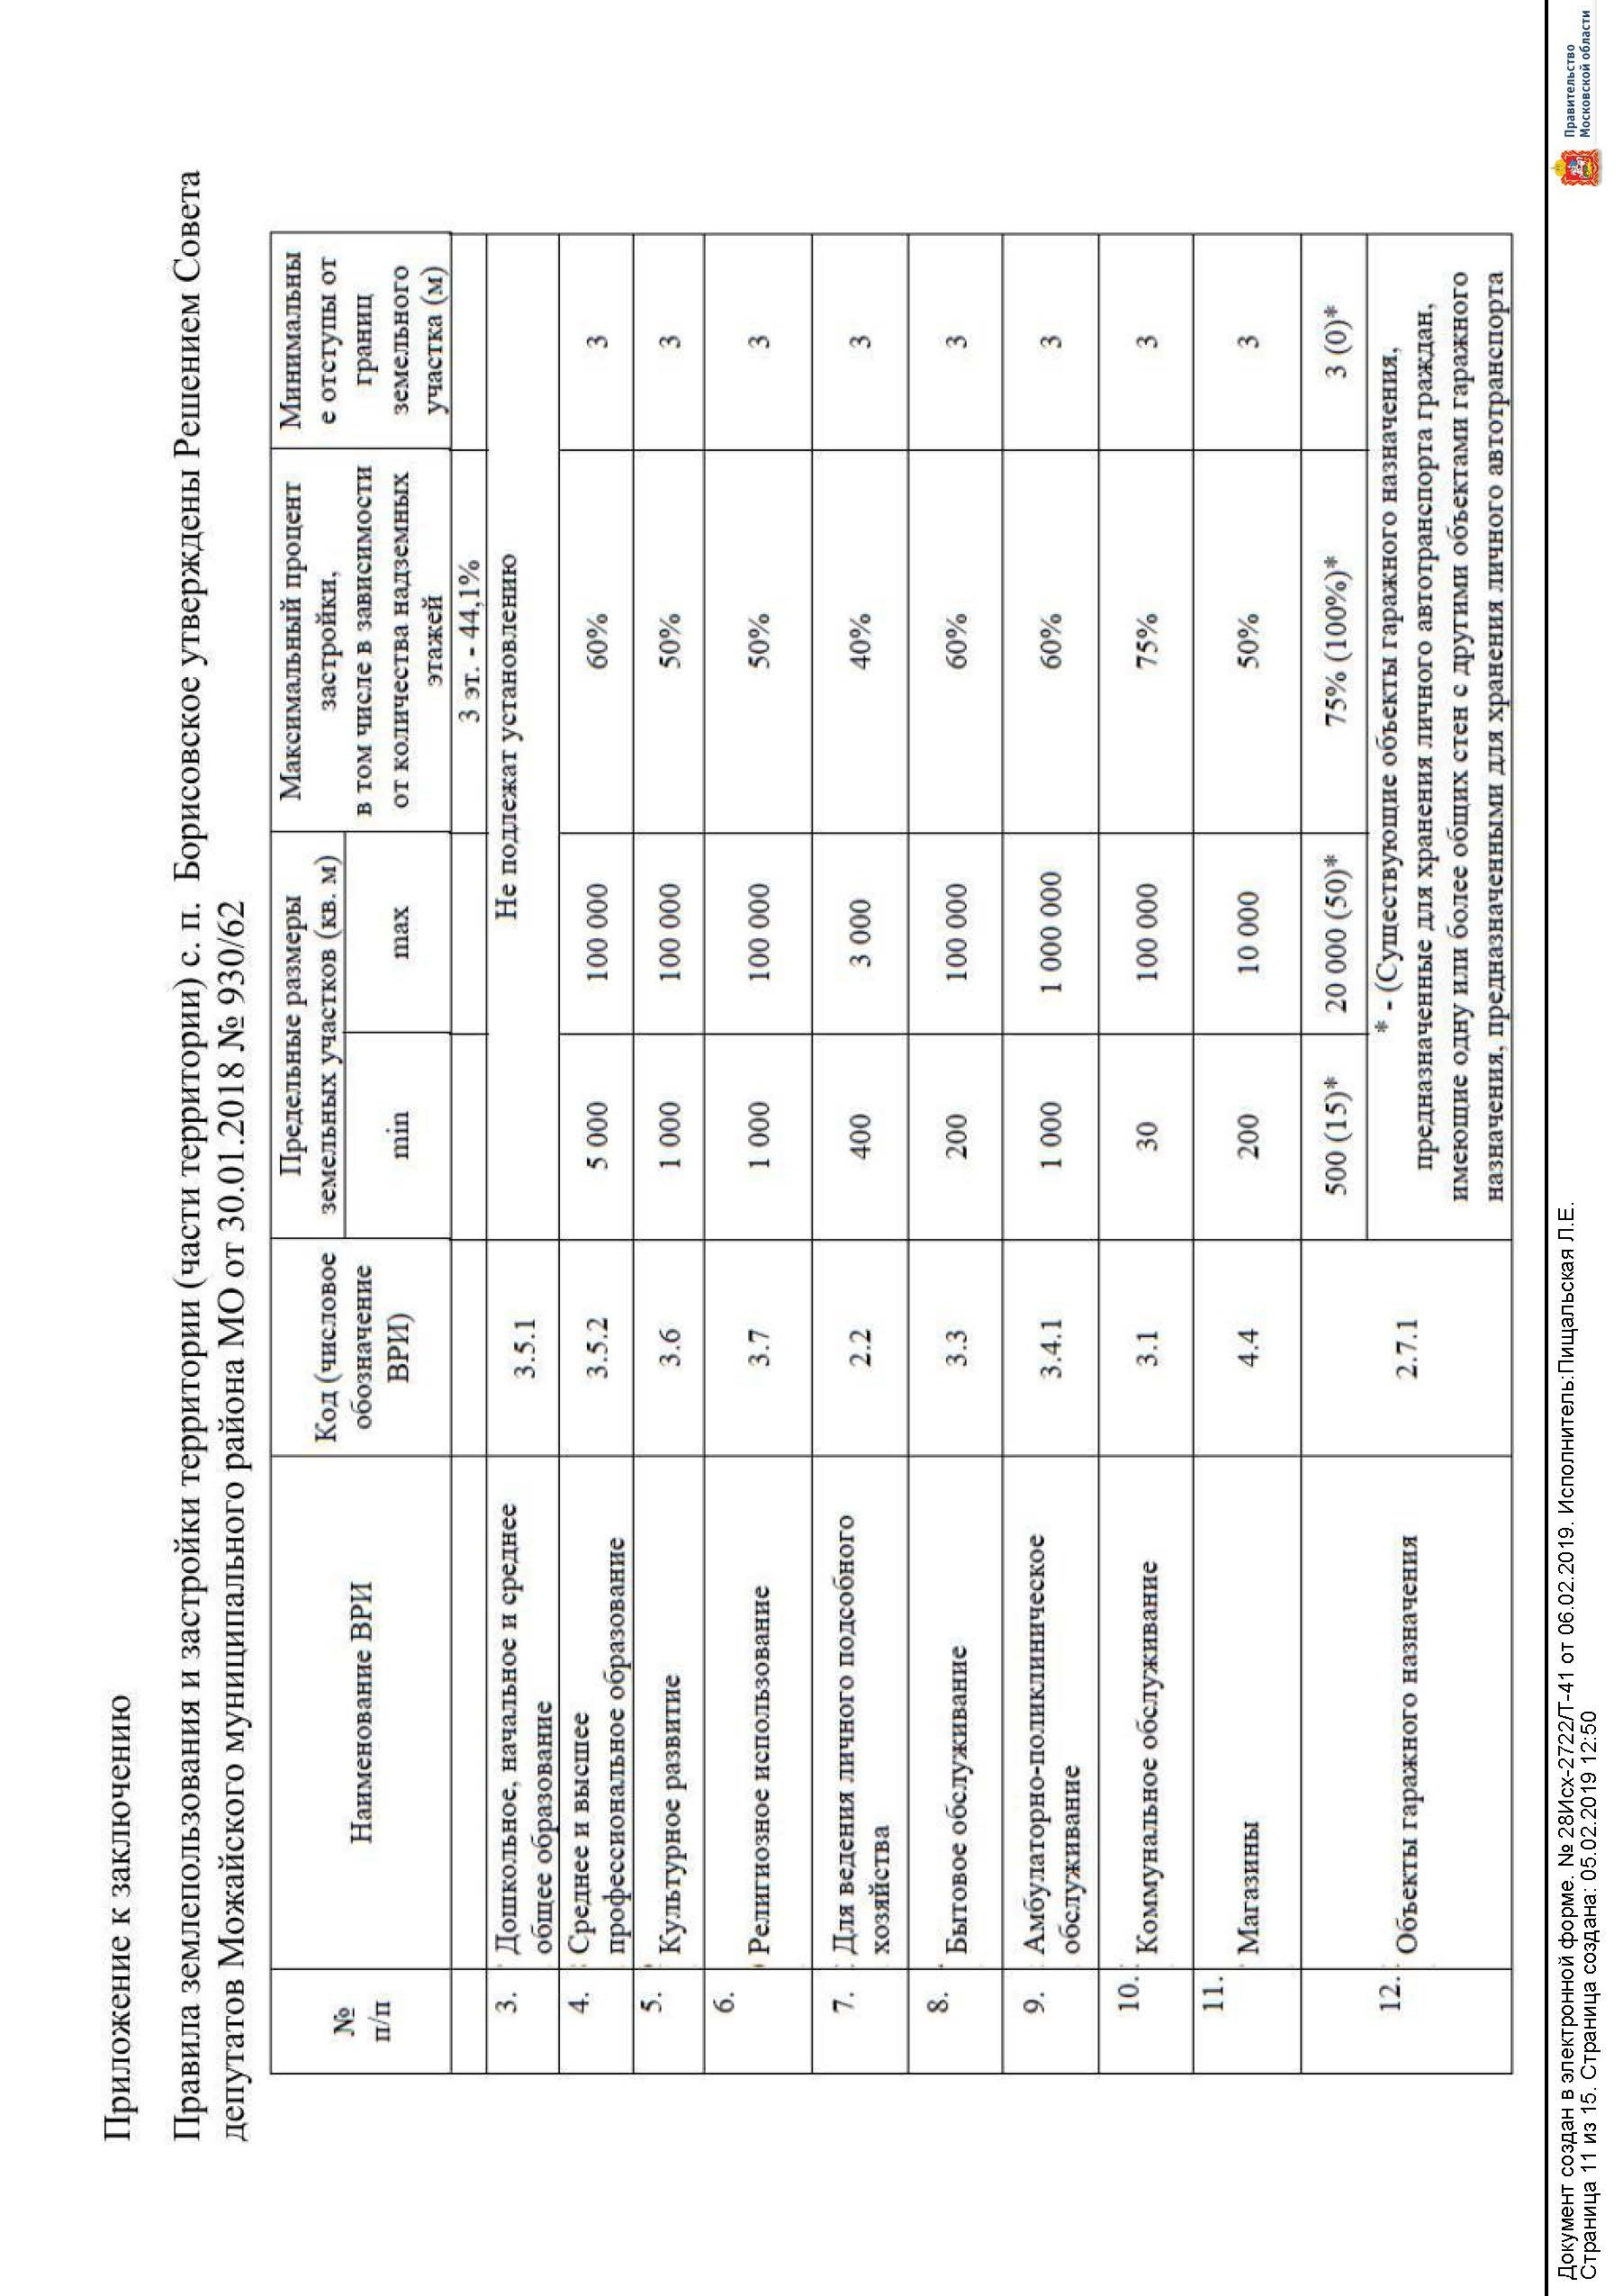 Приложение к заключению
Правила землепользования и застройки территории (части территории) с. п. Борисовское утверждены Решением Совета
депутатов Можайского муниципального района МО от 30.01.2018 № 930/62
№
п/п
Наименование ВРИ
Код (числовое
обозначение
ВРИ)
Предельные размеры
земельных участков (кв. м)
min
max
Максимальный процент
застройки,
в том числе в зависимости
от количества надземных
этажей
Минимальны
е отступы от
границ
земельного
участка (м)
3 эт. - 44,1%
3. Дошкольное, начальное и среднее
общее образование
3.5.1
Не подлежат установлению
4. Среднее и высшее
профессиональное образование
3.5.2 5 000 100 000 60% 3
5. Культурное развитие 3.6 1 000 100 000 50% 3
6. Религиозное использование 3.7 1 000 100 000 50% 3
7. Для ведения личного подсобного
хозяйства
2.2 400 3 000 40% 3
8. Бытовое обслуживание 3.3 200 100 000 60% 3
9. Амбулаторно-поликлиническое
обслуживание
3.4.1 1 000 1 000 000 60% 3
10. Коммунальное обслуживание 3.1 30 100 000 75% 3
11. Магазины 4.4 200 10 000 50% 3
12. Объекты гаражного назначения 2.7.1
500 (15)* 20 000 (50)* 75% (100%)* 3 (0)*
* - (Существующие объекты гаражного назначения,
предназначенные для хранения личного автотранспорта граждан,
имеющие одну или более общих стен с другими объектами гаражного
назначения, предназначенными для хранения личного автотранспорта
Документ создан в электронной форме. № 28Исх-2722/Т-41 от 06.02.2019. Исполнитель:Пищальская Л.Е.
Страница 11 из 15. Страница создана: 05.02.2019 12:50
Правительство
Московской области